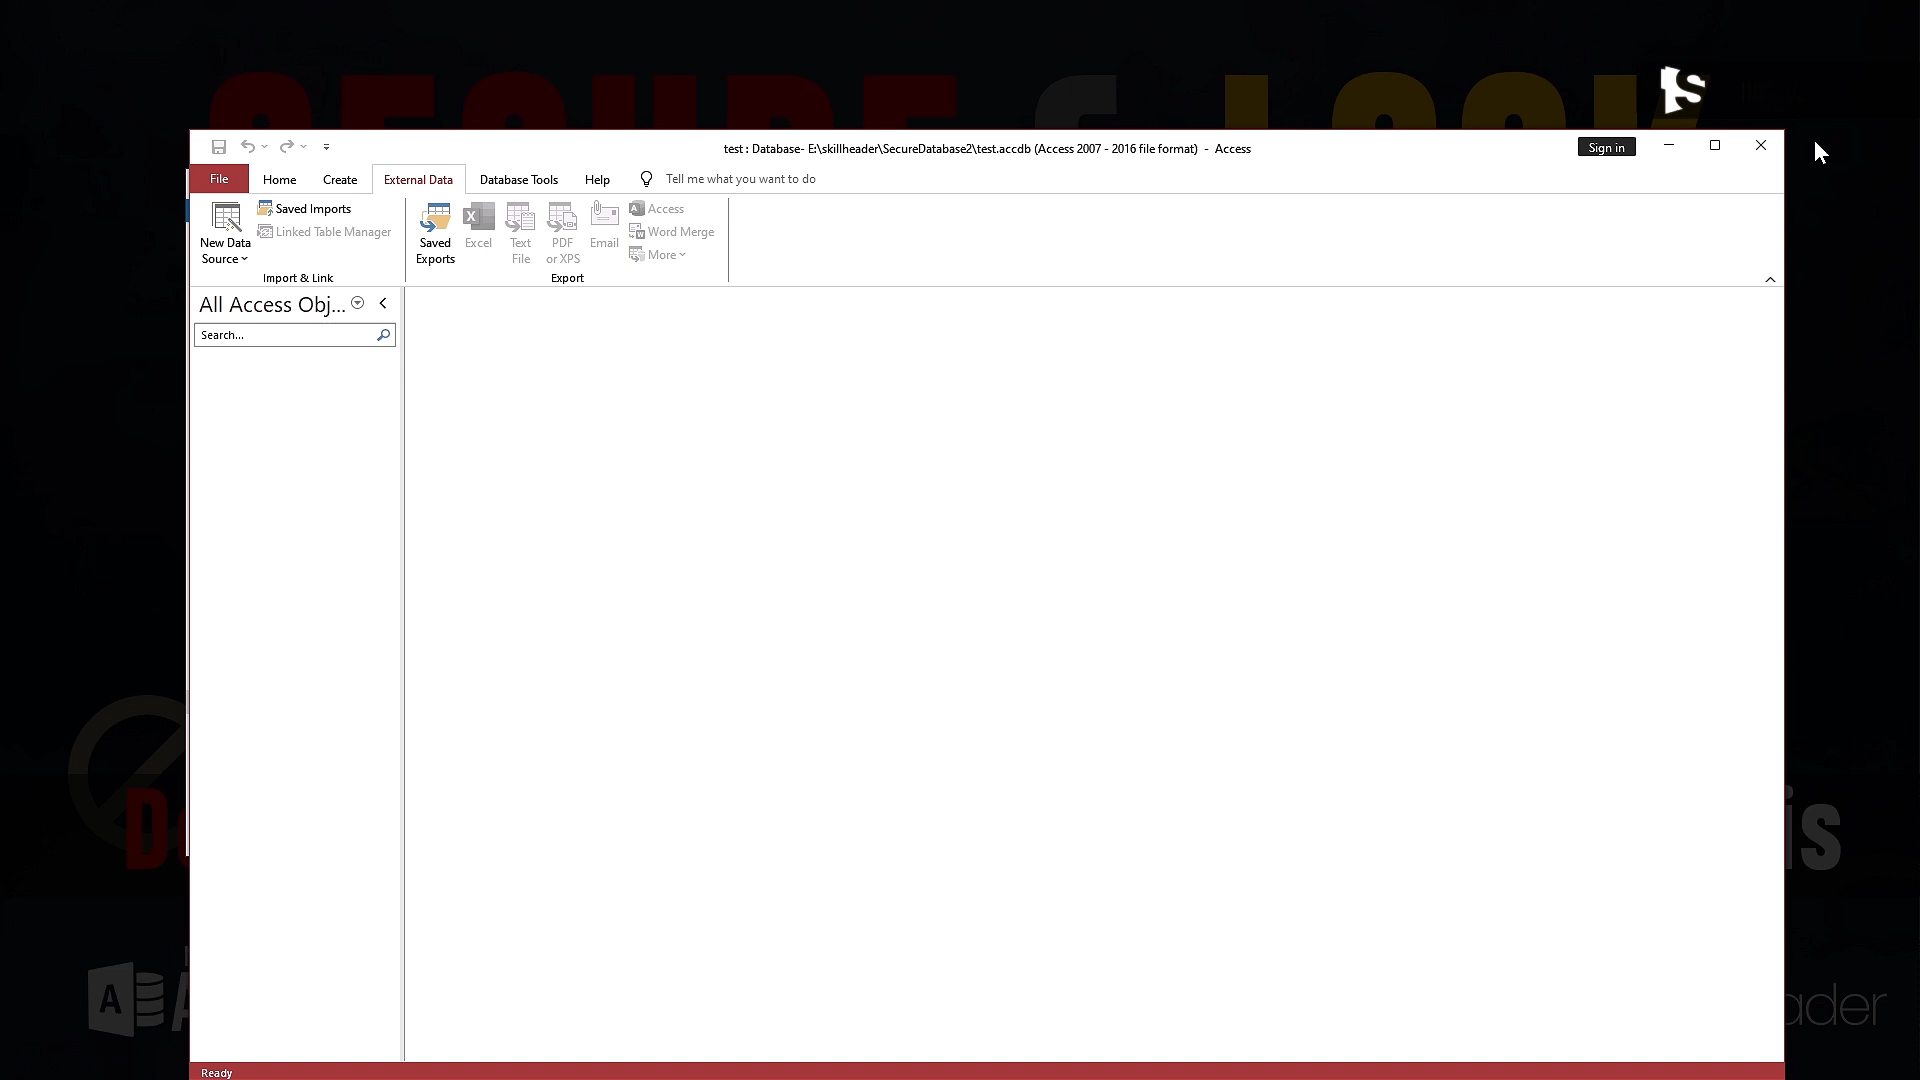 test : Database- E:\skillheader\SecureDatabase2\test.accdb (Access 2007 - 2016 file format) - Access
Sign in
File
Home
Create
External Data
Database Tools
Help
Tell me what you want to do
New Data
Source
Saved Imports
Linked Table Manager
Import & Link
Saved
Exports
Excel
Text
File
PDF
or XPS
Email
Access
Word Merge
More
Export
All Access Obj...
Search...
Ready